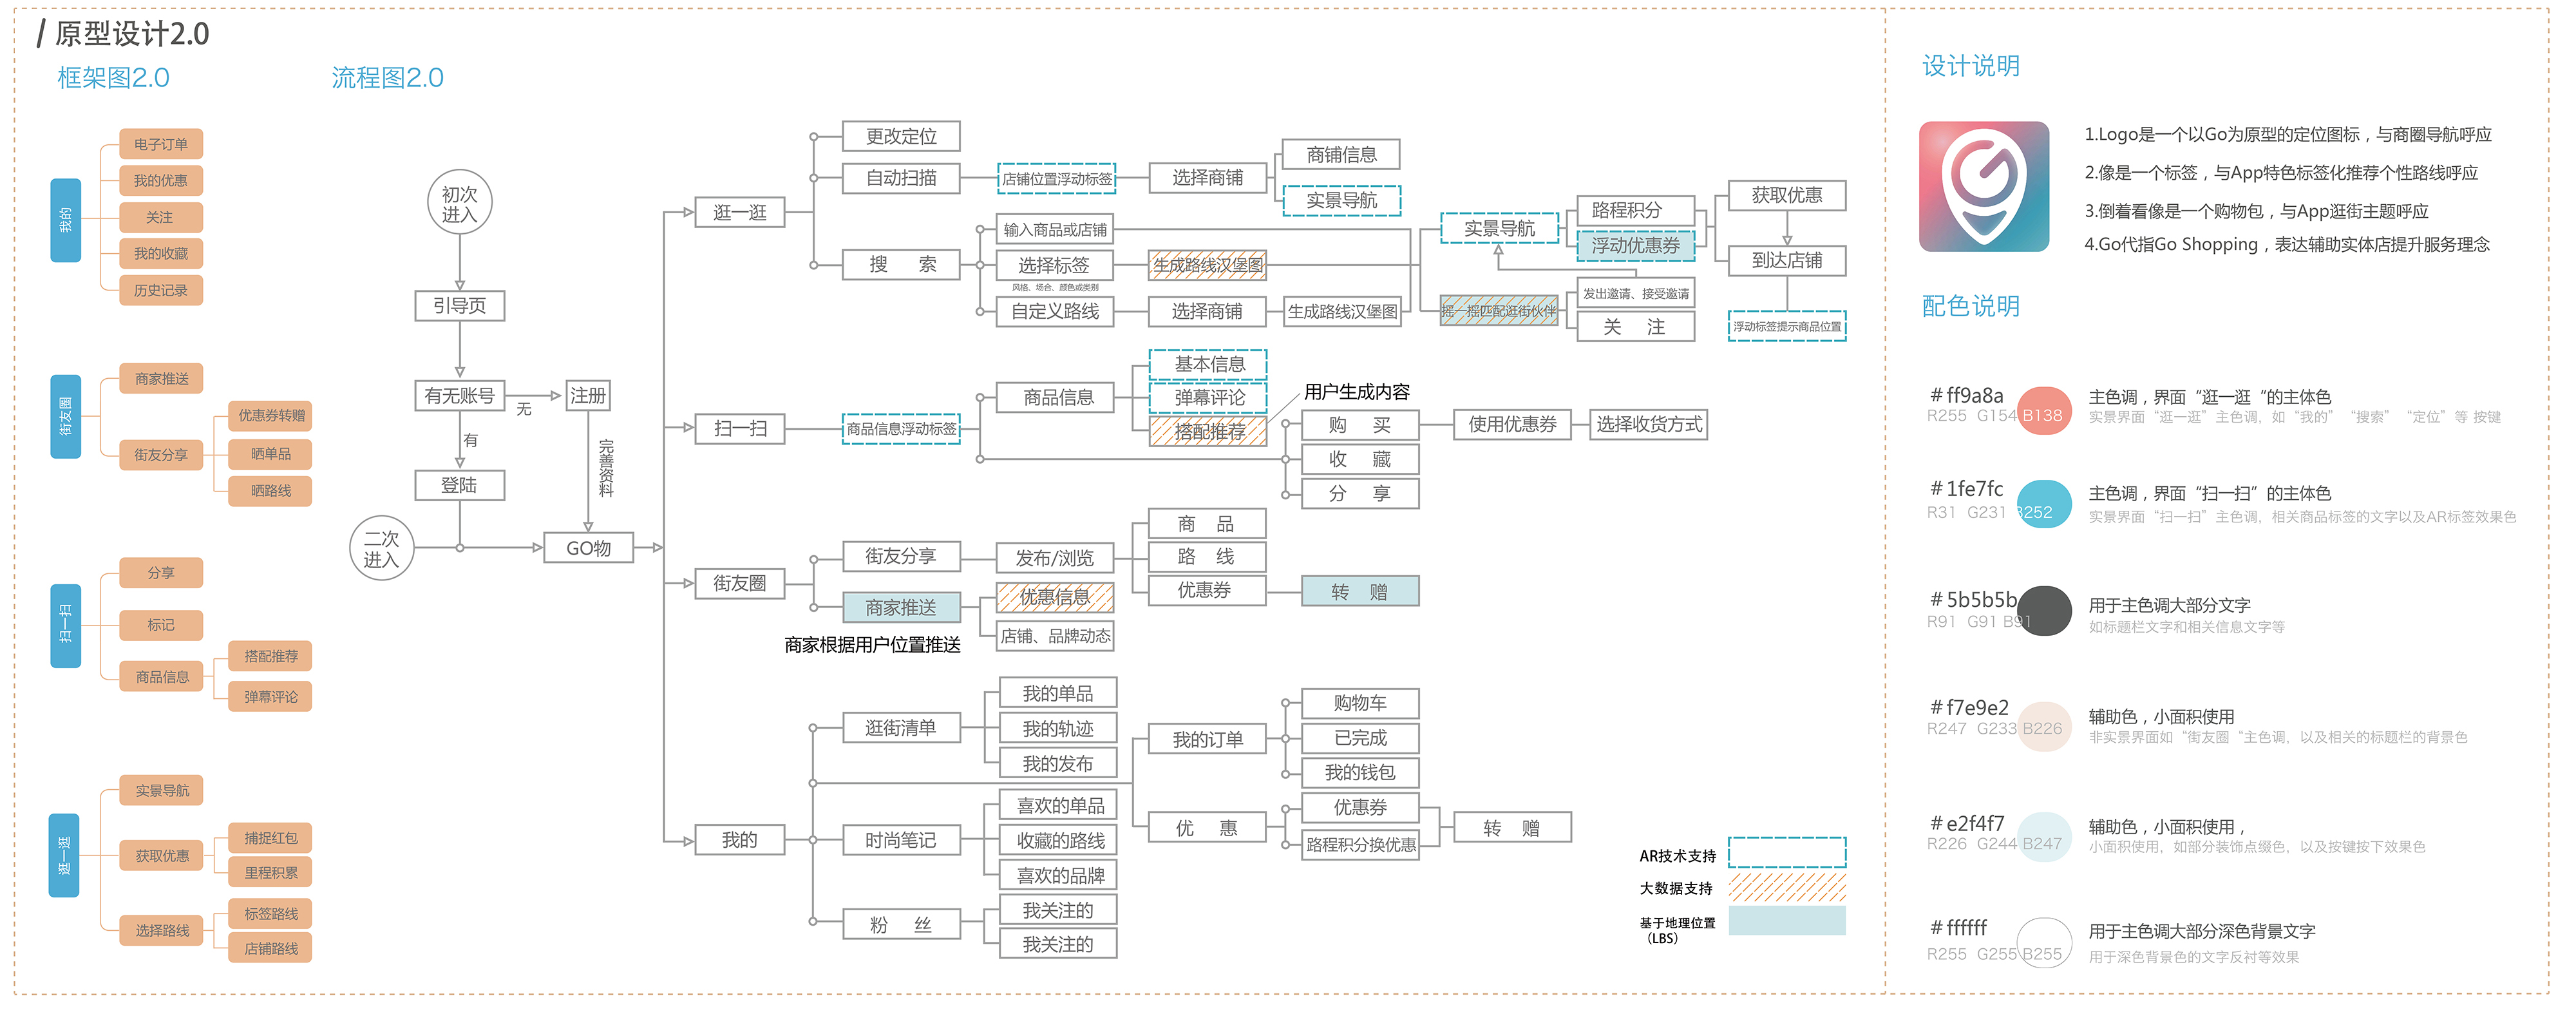 / 原型设计2.0
框架图2.0
我的
电子订单
我的优惠
关注
我的收藏
历史记录
街友圈
商家推送
街友分享
优惠券转赠
晒单品
晒路线
扫一扫
分享
标记
商品信息
搭配推荐
弹幕评论
逛一逛
实景导航
获取优惠
捕捉红包
里程积累
选择路线
标签路线
店铺路线
流程图2.0
初次
进入
引导页
有无账号
无
注册
有
完善资料
登陆
二次
进入
GO物
逛一逛
更改定位
自动扫描
店铺位置浮动标签
选择商铺
商铺信息
实景导航
搜 索
输入商品或店铺
选择标签
风格、场合、颜色或类别
生成路线汉堡图
自定义路线
选择商铺
生成路线汉堡图
实景导航
路程积分
浮动优惠券
获取优惠
到达店铺
浮动标签提示商品位置
摇一摇匹配逛街伙伴
发出邀请、接受邀请
关 注
扫一扫
商品信息浮动标签
商品信息
基本信息
弹幕评论
搭配推荐
用户生成内容
购 买
使用优惠券
选择收货方式
收 藏
分 享
街友圈
街友分享
发布/浏览
商 品
路 线
优惠券
转 赠
商家推送
优惠信息
店铺、品牌动态
商家根据用户位置推送
我的
逛街清单
我的单品
我的轨迹
我的发布
我的订单
购物车
已完成
我的钱包
优 惠
优惠券
路程积分换优惠
转 赠
时尚笔记
喜欢的单品
收藏的路线
喜欢的品牌
粉 丝
我关注的
我关注的
AR技术支持
大数据支持
基于地理位置
（LBS）
设计说明
1.Logo是一个以Go为原型的定位图标，与商圈导航呼应
2.像是一个标签，与App特色标签化推荐个性路线呼应
3.倒着看像是一个购物包，与App逛街主题呼应
4.Go代指Go Shopping，表达辅助实体店提升服务理念
配色说明
#ff9a8a
R255 G154 B138
主色调，界面“逛一逛“的主体色
实景界面“逛一逛”主色调，如“我的” “搜索” “定位”等 按键
#1fe7fc
R31 G231 B252
主色调，界面“扫一扫“的主体色
实景界面“扫一扫”主色调，相关商品标签的文字以及AR标签效果色
#5b5b5b
R91 G91 B91
用于主色调大部分文字
如标题栏文字和相关信息文字等
#f7e9e2
R247 G233 B226
辅助色，小面积使用
非实景界面如“街友圈“主色调，以及相关的标题栏的背景色
#e2f4f7
R226 G244 B247
辅助色，小面积使用，
小面积使用，如部分装饰点缀色，以及按键按下效果色
#ffffff
R255 G255 B255
用于主色调大部分深色背景文字
用于深色背景色的文字反衬等效果